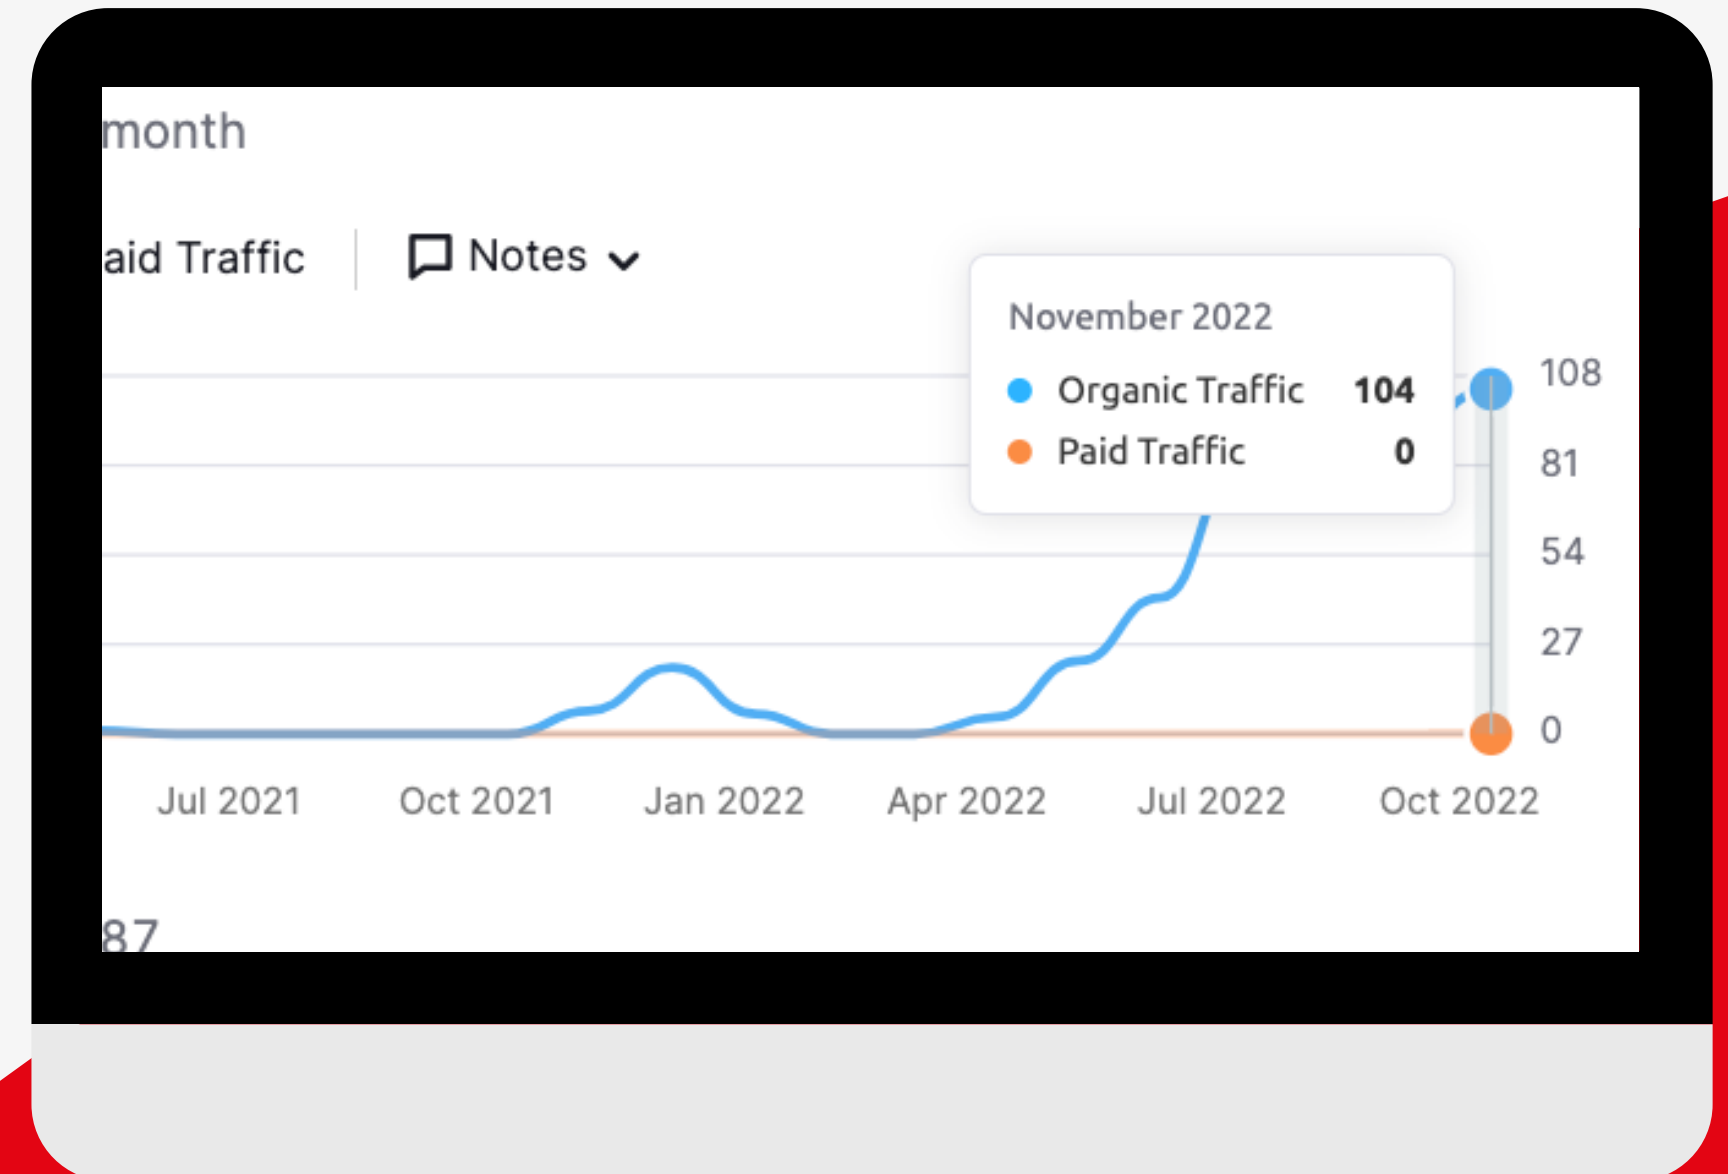 month
aid Traffic Notes
November 2022
Organic Traffic 104
Paid Traffic 0
108
81
54
27
0
Jul 2021 Oct 2021 Jan 2022 Apr 2022 Jul 2022 Oct 2022
87